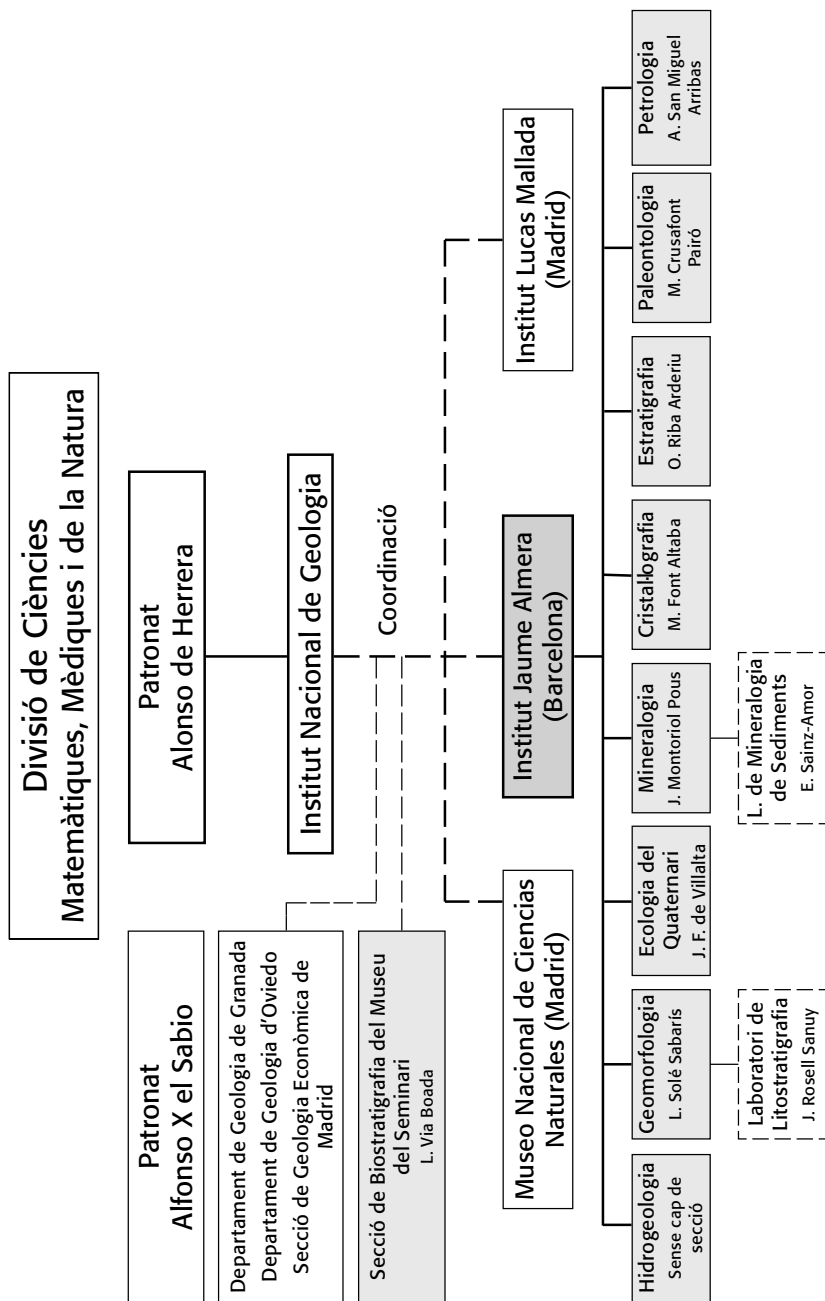 Divisió de Ciències
Matemàtiques, Mèdiques i de la Natura
Patronat
Alfonso X el Sabio
Patronat
Alonso de Herrera
Departament de Geologia de Granada
Departament de Geologia d'Oviedo
Secció de Geologia Econòmica de
Madrid
Institut Nacional de Geologia
Secció de Biostratigrafia del Museu
del Seminari
L. Via Boada
Coordinació
Museo Nacional de Ciencias
Naturales (Madrid)
Institut Jaume Almera
(Barcelona)
Institut Lucas Mallada
(Madrid)
Hidrogeologia
Sense cap de
secció
Geomorfologia
L. Solé Sabarís
Ecologia del
Quaternari
J. F. de Villalta
Mineralogia
J. Montoriol Pous
Cristal·lografia
M. Font Altaba
Estratigrafia
O. Riba Arderiu
Paleontologia
M. Crusafont
Pairó
Petrologia
A. San Miguel
Arribas
Laboratori de
Litostratigrafia
J. Rosell Sanuy
L. de Mineralogia
de Sediments
E. Sainz-Amor